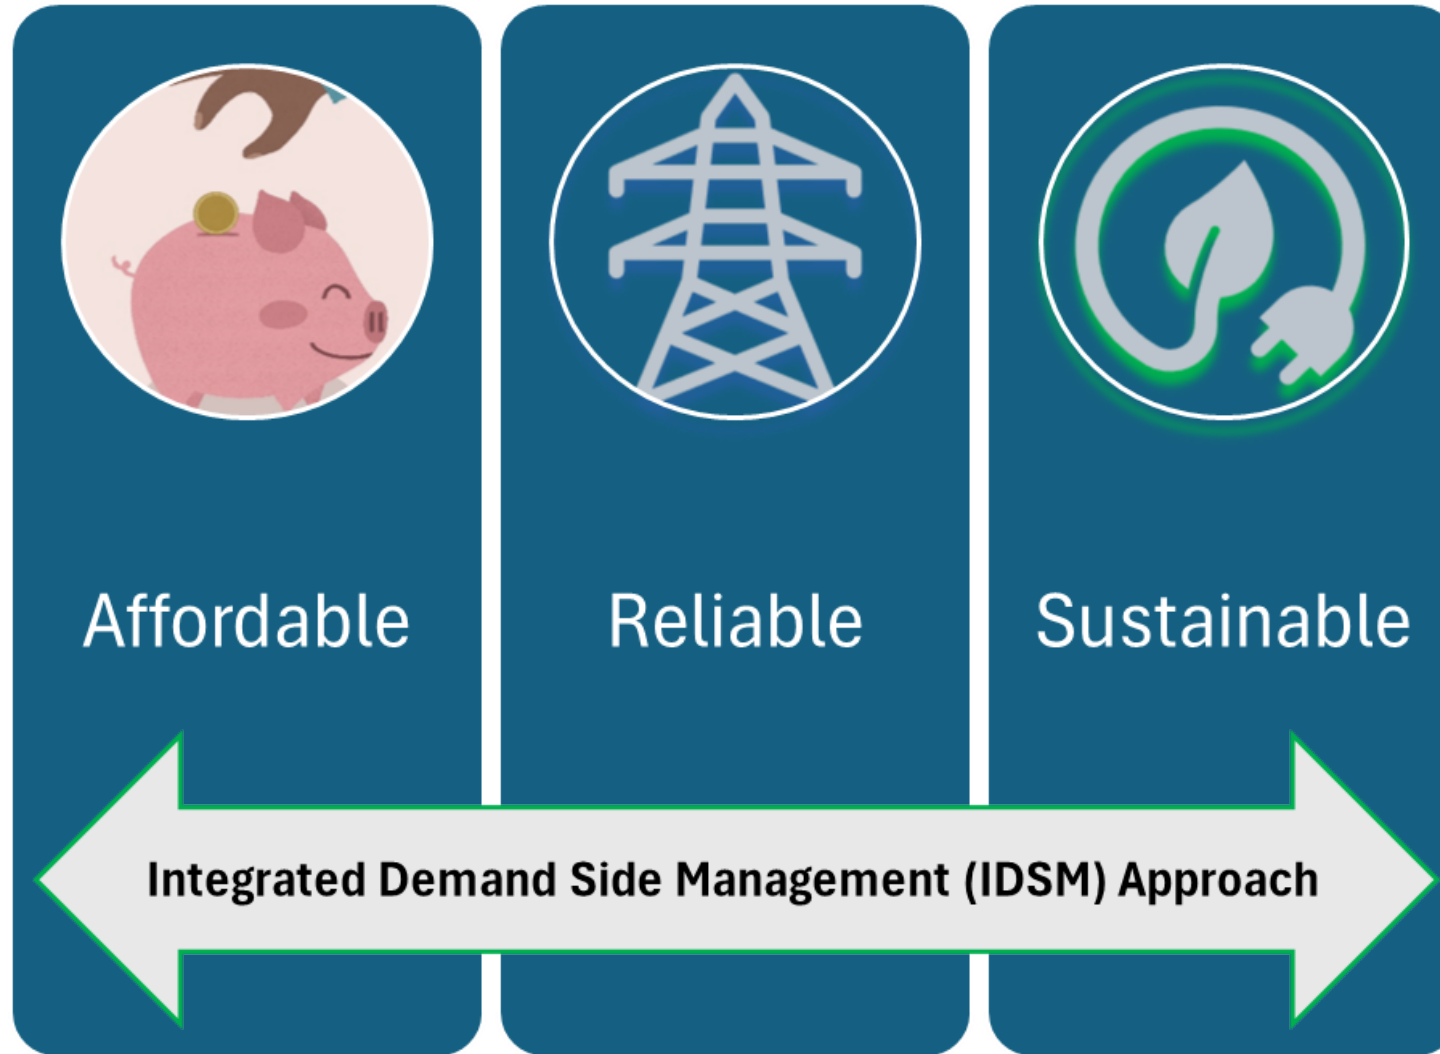 Affordable
Reliable
Sustainable
Integrated Demand Side Management (IDSM) Approach